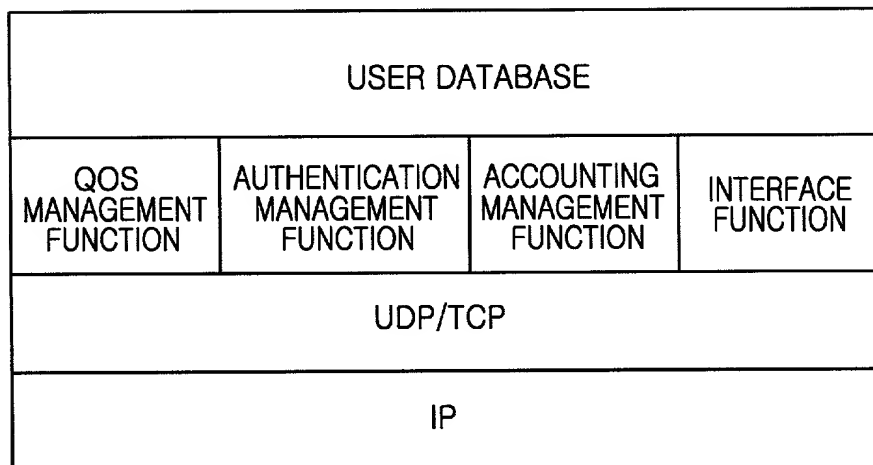 USER DATABASE
QOS
MANAGEMENT
FUNCTION
AUTHENTICATION
MANAGEMENT
FUNCTION
ACCOUNTING
MANAGEMENT
FUNCTION
INTERFACE
FUNCTION
UDP/TCP
IP